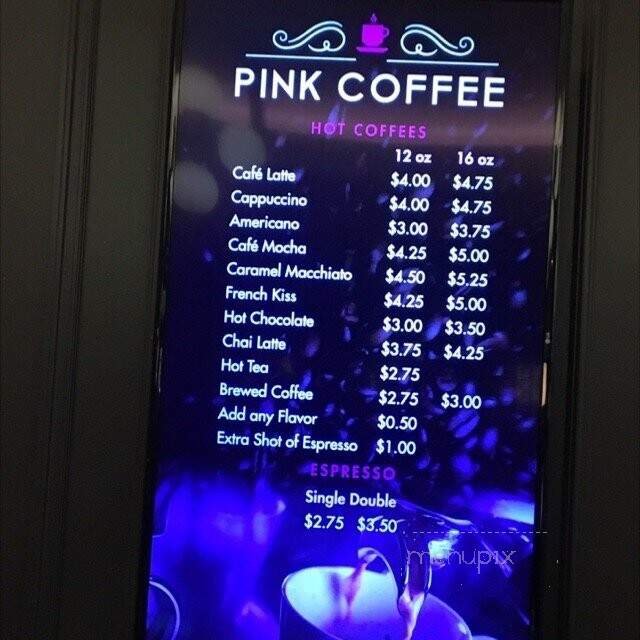 PINK COFFEE
HOT COFFEES
12 oz 16 oz
Café Latte $4.00 $4.75
Cappuccino $4.00 $4.75
Americano $3.00 $3.75
Café Mocha $4.25 $5.00
Caramel Macchiato $4.50 $5.25
French Kiss $4.25 $5.00
Hot Chocolate $3.00 $3.50
Chai Latte $3.75 $4.25
Hot Tea $2.75
Brewed Coffee $2.75 $3.00
Add any Flavor $0.50
Extra Shot of Espresso $1.00
ESPRESSO
Single Double
$2.75 $3.50
menupix